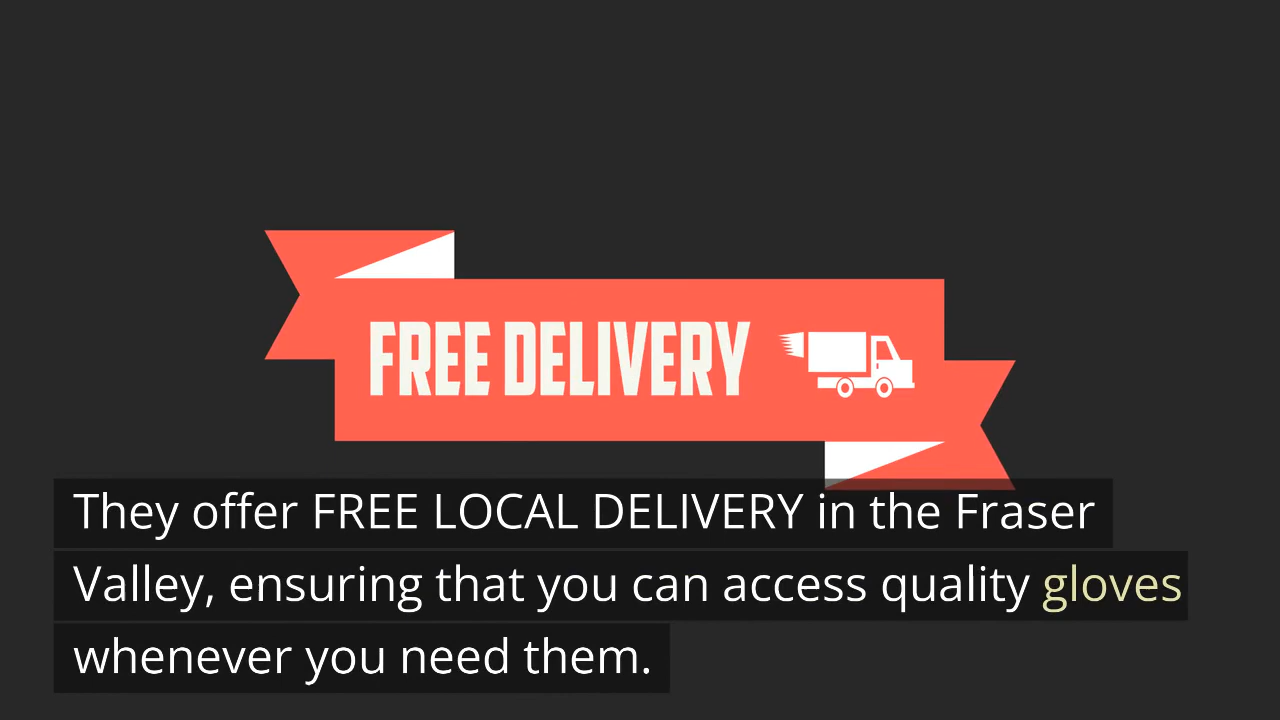 FREE DELIVERY
They offer FREE LOCAL DELIVERY in the Fraser
Valley, ensuring that you can access quality gloves
whenever you need them.